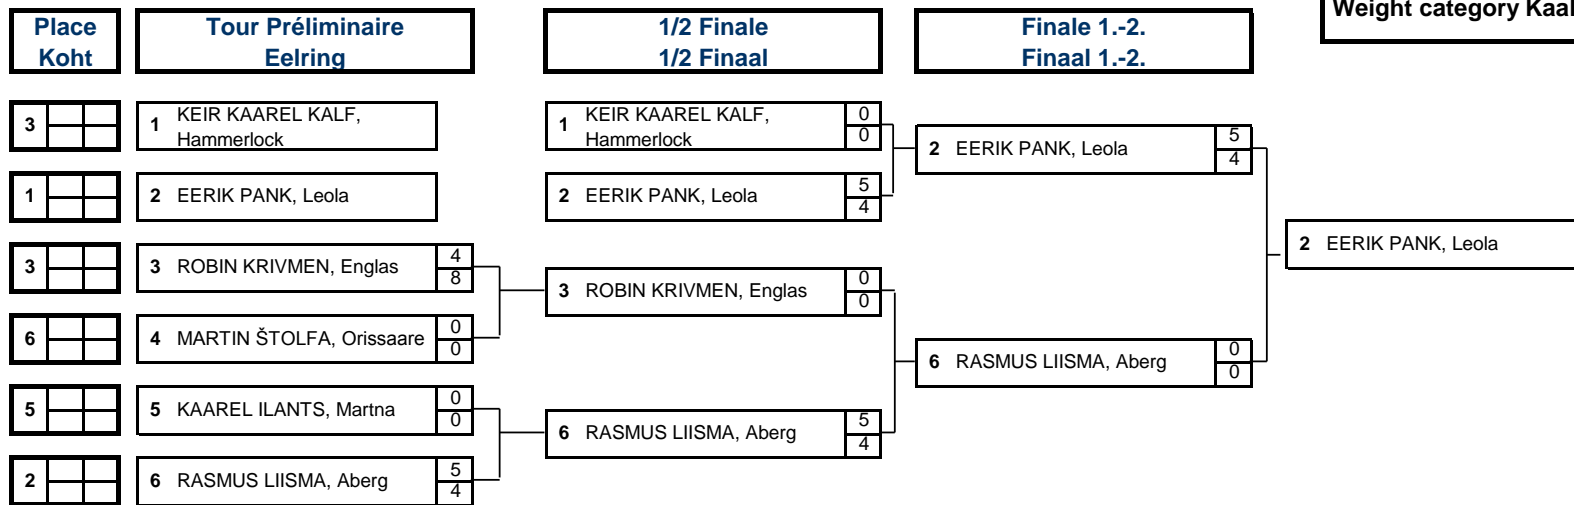 Weight category Kaal
Place Koht
Tour Préliminaire Eelring
1/2 Finale 1/2 Finaal
Finale 1.-2. Finaal 1.-2.
3
1 KEIR KAAREL KALF, Hammerlock
1 KEIR KAAREL KALF, Hammerlock 0 0
2 EERIK PANK, Leola 5 4
1
2 EERIK PANK, Leola
2 EERIK PANK, Leola 5 4
2 EERIK PANK, Leola
3
3 ROBIN KRIVMEN, Englas 4 8
3 ROBIN KRIVMEN, Englas 0 0
6
4 MARTIN ŠTOLFA, Orissaare 0 0
6 RASMUS LIISMA, Aberg 0 0
5
5 KAAREL ILANTS, Martna 0 0
6 RASMUS LIISMA, Aberg 5 4
2
6 RASMUS LIISMA, Aberg 5 4